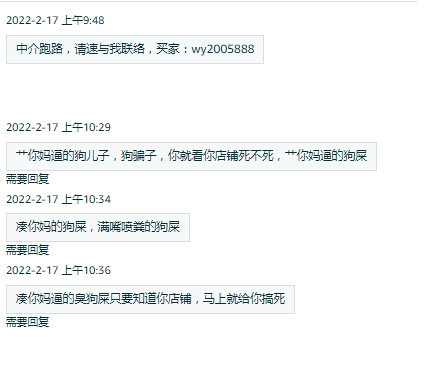 2022-2-17 上午9:48
中介跑路，请速与我联络，买家：wy2005888
2022-2-17 上午10:29
艹你妈逼的狗儿子，狗骗子，你就看你店铺死不死，艹你妈逼的狗屎
需要回复
2022-2-17 上午10:34
凑你妈的狗屎，满嘴喷粪的狗屎
需要回复
2022-2-17 上午10:36
凑你妈逼的臭狗屎只要知道你店铺，马上就给你搞死
需要回复